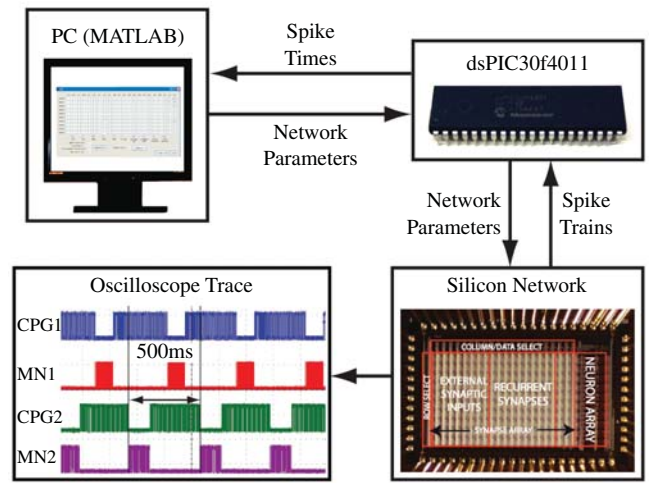 PC (MATLAB)
Spike
Times
Network
Parameters
dsPIC30f4011
Network
Parameters
Spike
Trains
Oscilloscope Trace
CPG1
500ms
MN1
CPG2
MN2
Silicon Network
COLUMN/DATA SELECT
ROW SELECT
EXTERNAL
SYNAPTIC
INPUTS
RECURRENT
SYNAPSES
SYNAPSE ARRAY
NEURON
ARRAY